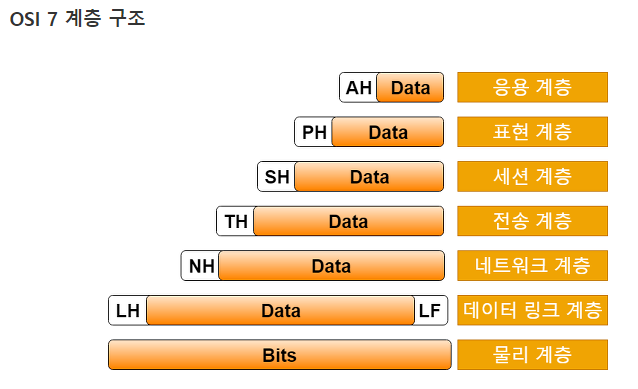 OSI 7 계층 구조
AH Data 응용 계층
PH Data 표현 계층
SH Data 세션 계층
TH Data 전송 계층
NH Data 네트워크 계층
LH Data LF 데이터 링크 계층
Bits 물리 계층